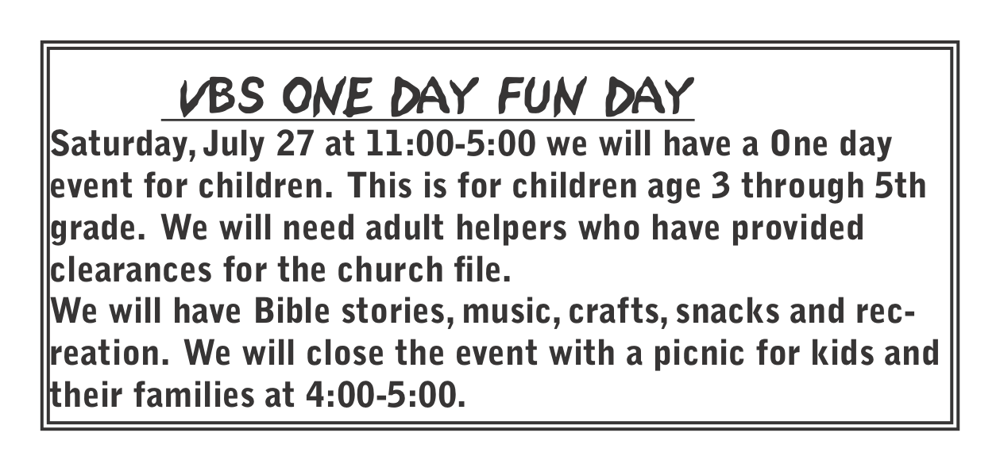 VBS ONE DAY FUN DAY
Saturday, July 27 at 11:00-5:00 we will have a One day
event for children. This is for children age 3 through 5th
grade. We will need adult helpers who have provided
clearances for the church file.
We will have Bible stories, music, crafts, snacks and rec-
reation. We will close the event with a picnic for kids and
their families at 4:00-5:00.